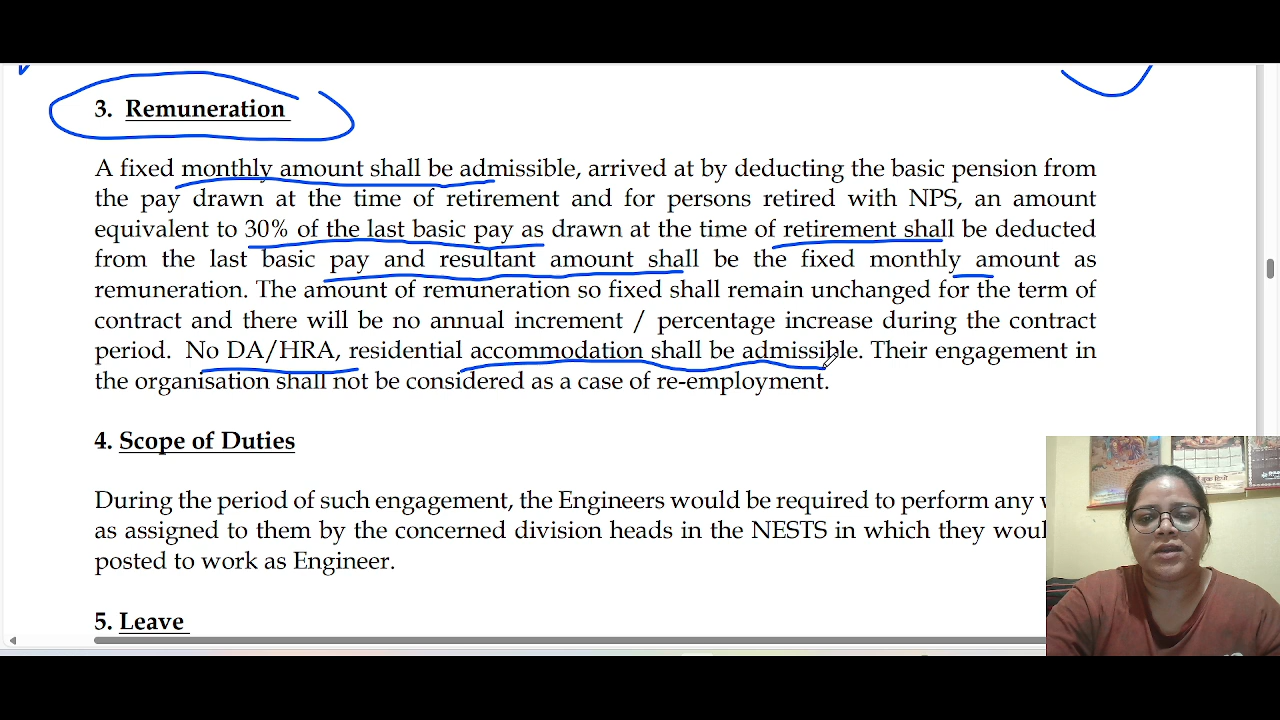 3. Remuneration
A fixed monthly amount shall be admissible, arrived at by deducting the basic pension from
the pay drawn at the time of retirement and for persons retired with NPS, an amount
equivalent to 30% of the last basic pay as drawn at the time of retirement shall be deducted
from the last basic pay and resultant amount shall be the fixed monthly amount as
remuneration. The amount of remuneration so fixed shall remain unchanged for the term of
contract and there will be no annual increment / percentage increase during the contract
period. No DA/HRA, residential accommodation shall be admissible. Their engagement in
the organisation shall not be considered as a case of re-employment.
4. Scope of Duties
During the period of such engagement, the Engineers would be required to perform any
as assigned to them by the concerned division heads in the NESTS in which they
posted to work as Engineer.
5. Leave